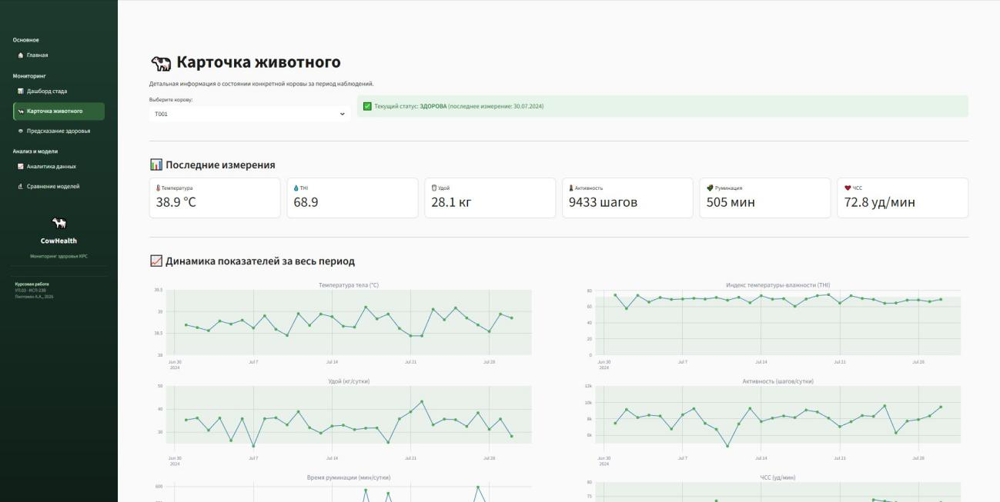 Основное
Главная
Мониторинг
Дашборд стада
Карточка животного
Предсказание здоровья
Анализ и модели
Аналитика данных
Сравнение моделей
CowHealth
Мониторинг здоровья КРС
Курсовая работа
Карточка животного
Детальная информация о состоянии конкретной коровы за период наблюдений.
Выберите корову:
T001
Текущий статус: ЗДОРОВА (последнее измерение: 30.07.2024)
Последние измерения
Температура
38.9 °C
THI
68.9
Удой
28.1 кг
Активность
9433 шагов
Руминация
505 мин
ЧСС
72.8 уд/мин
Динамика показателей за весь период
Температура тела (°C)
39.5
39
38.5
38
Jun 30 Jul 7 Jul 14 Jul 21 Jul 28
2024
Индекс температуры-влажности (THI)
80
60
40
20
0
Jun 30 Jul 7 Jul 14 Jul 21 Jul 28
2024
Удой (кг/сутки)
50
40
30
Jun 30 Jul 7 Jul 14 Jul 21 Jul 28
2024
Активность (шагов/сутки)
12k
10k
8k
6k
Jun 30 Jul 7 Jul 14 Jul 21 Jul 28
2024
Время руминации (мин/сутки)
600
ЧСС (уд/мин)
80
75